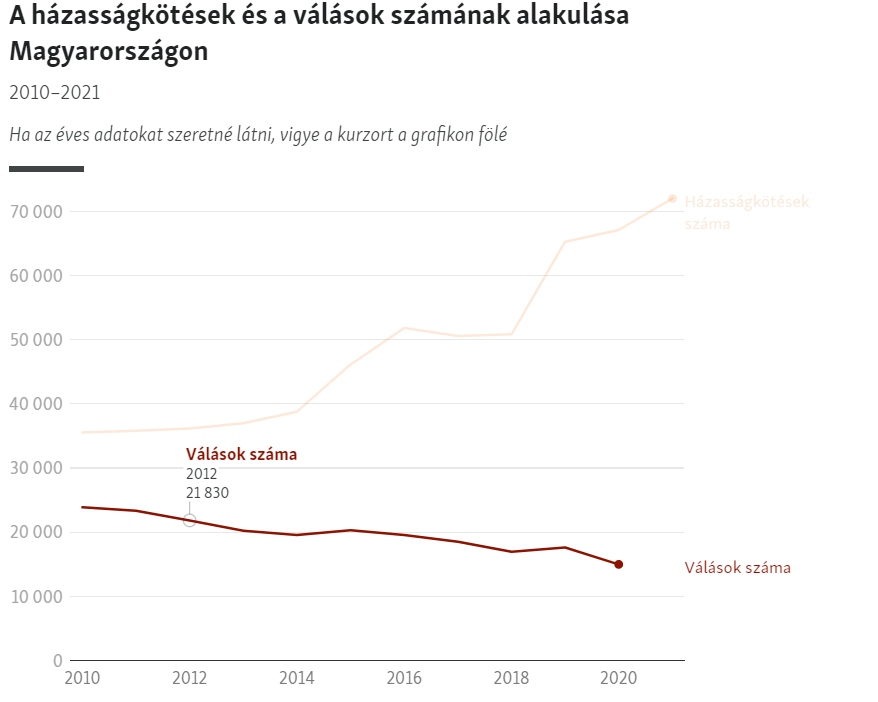 A házasságkötések és a válások számának alakulása
Magyarországon
2010–2021
Ha az éves adatokat szeretné látni, vigye a kurzort a grafikon fölé
70 000
Házasságkötések
száma
60 000
50 000
40 000
Válások száma
30 000
2012
21 830
20 000
Válások száma
10 000
0
2010 2012 2014 2016 2018 2020